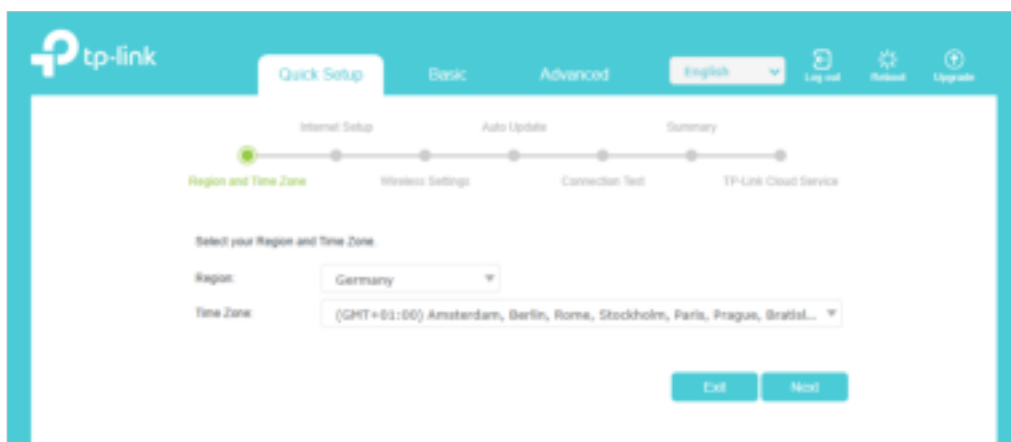 tp-link
Quick Setup Basic Advanced English Log out Reboot Upgrade
Internet Setup Auto Update Summary
Region and Time Zone Wireless Settings Connection Test TP-Link Cloud Service
Select your Region and Time Zone.
Region: Germany
Time Zone: (GMT+01:00) Amsterdam, Berlin, Rome, Stockholm, Paris, Prague, Bratisl...
Exit Next